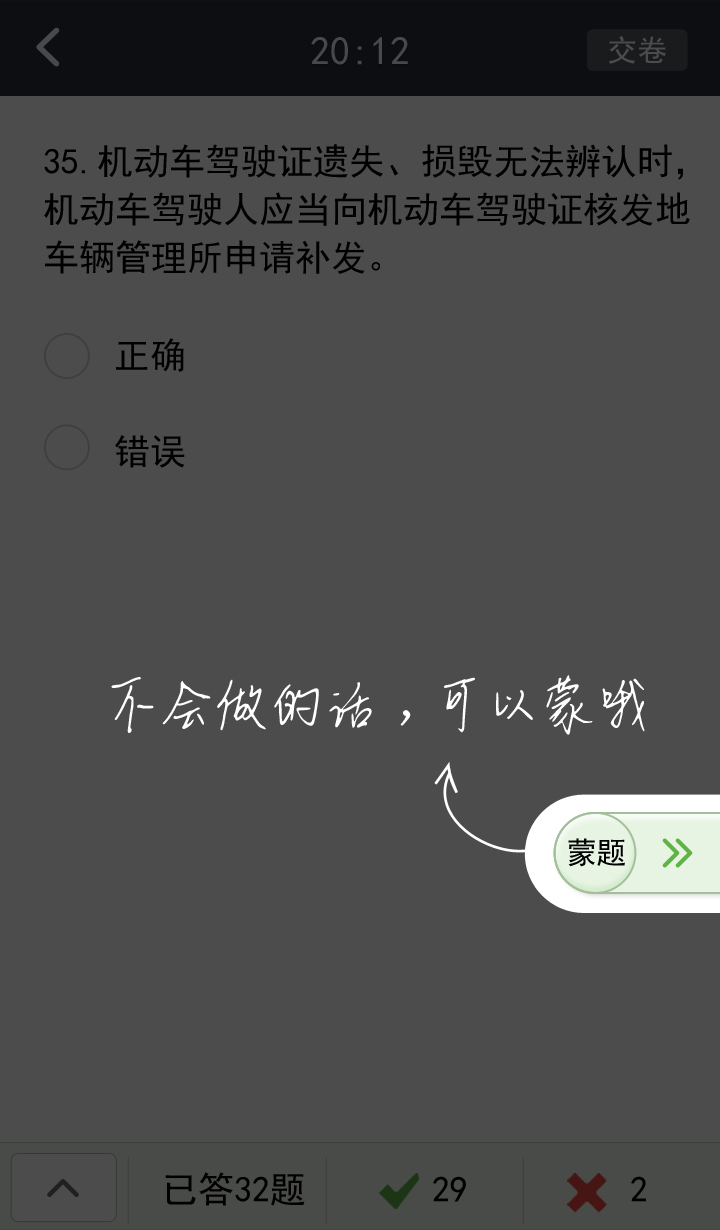 20:12
交卷
35.机动车驾驶证遗失、损毁无法辨认时，
机动车驾驶人应当向机动车驾驶证核发地
车辆管理所申请补发。
正确
错误
不会做的话，可以蒙哦
蒙题
已答32题
29
2